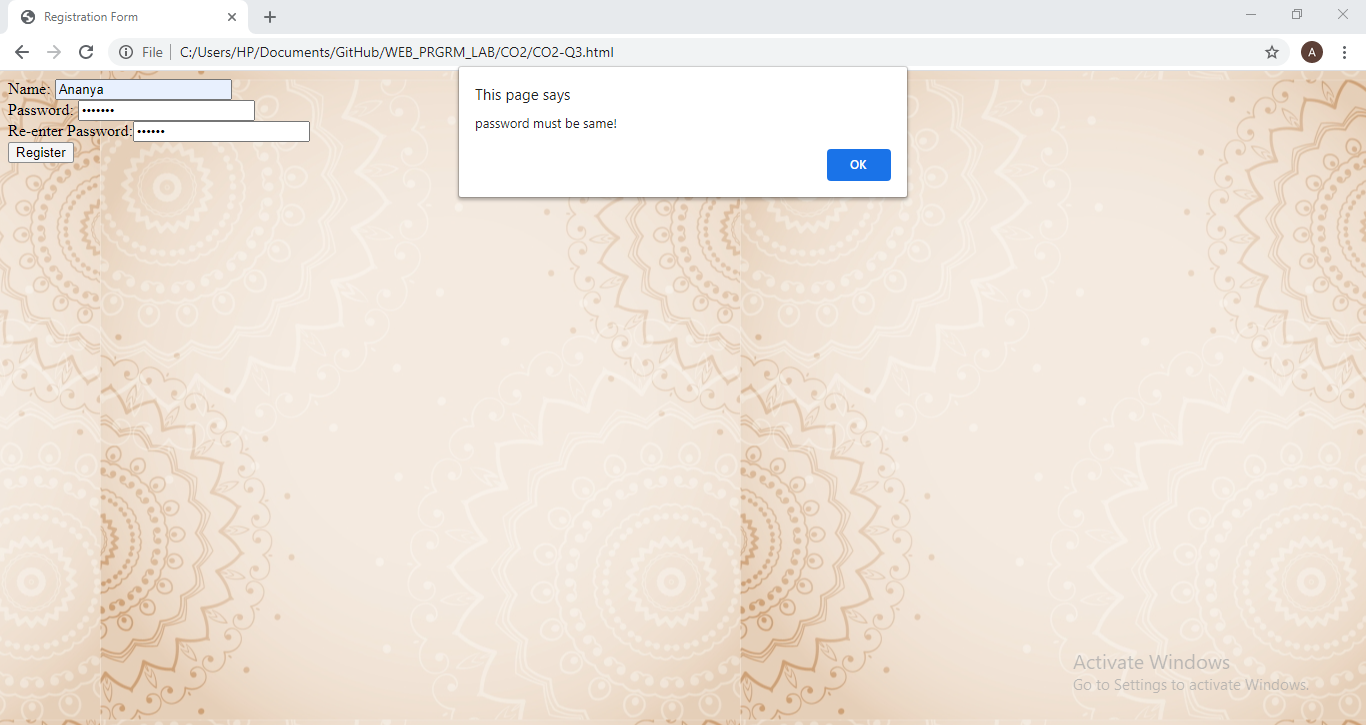 Registration Form
File C:/Users/HP/Documents/GitHub/WEB_PRGRM_LAB/CO2/CO2-Q3.html
A
Name: Ananya
Password: •••••••
Re-enter Password: ••••••
Register
This page says
password must be same!
OK
Activate Windows
Go to Settings to activate Windows.